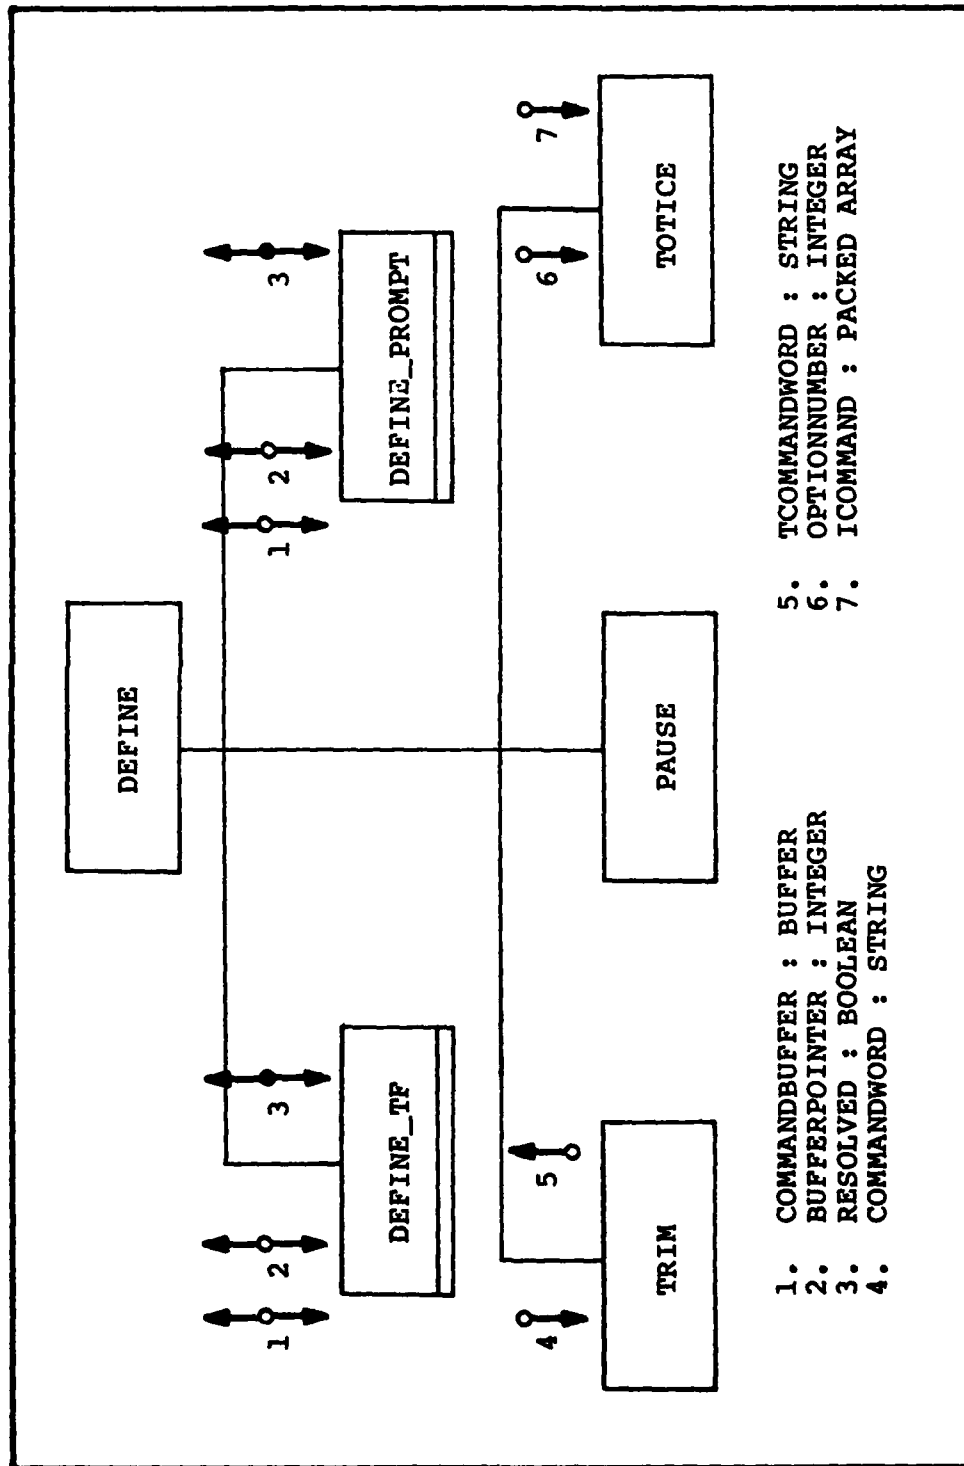 DEFINE
1
2
3
1
2
3
DEFINE_TF
DEFINE_PROMPT
4
5
6
7
TRIM
PAUSE
TOTICE
1. COMMANDBUFFER : BUFFER
2. BUFFERPOINTER : INTEGER
3. RESOLVED : BOOLEAN
4. COMMANDWORD : STRING
5. TCOMMANDWORD : STRING
6. OPTIONNUMBER : INTEGER
7. ICOMMAND : PACKED ARRAY